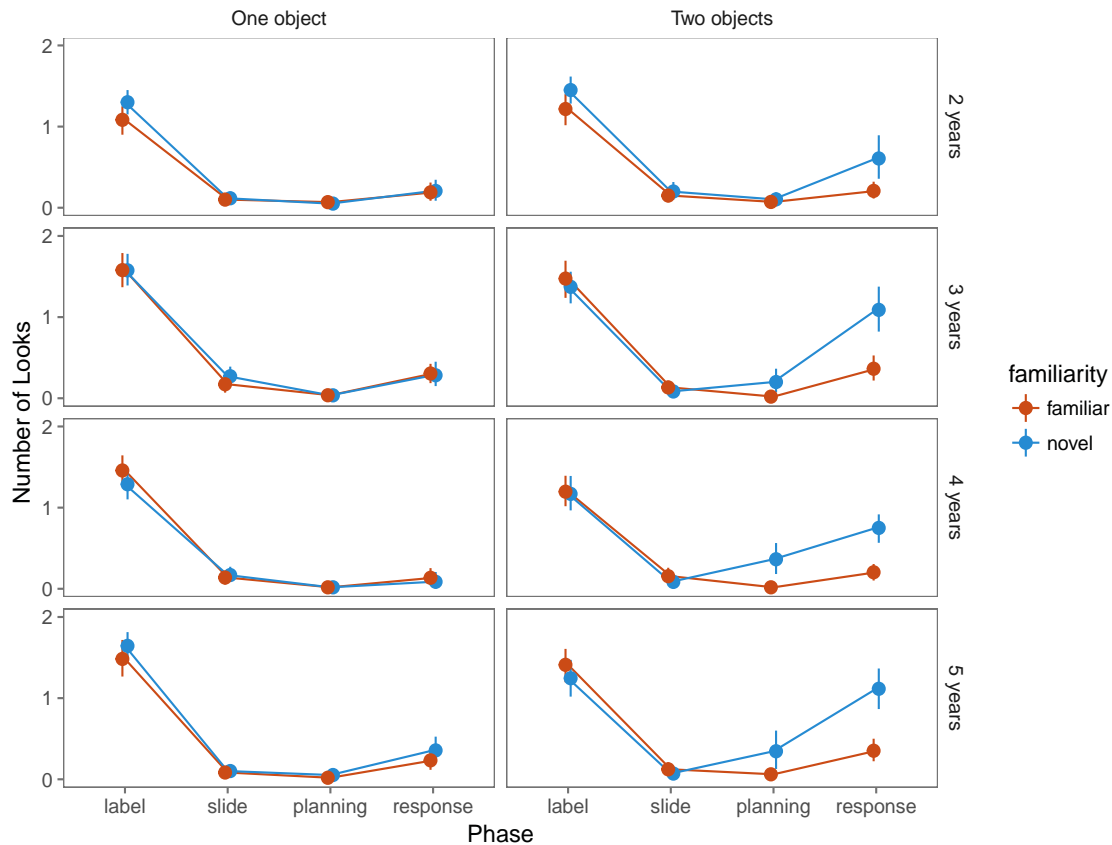 One object
Two objects
2
1
0
2 years
2
1
0
3 years
2
1
0
4 years
2
1
0
5 years
Number of Looks
label
slide
planning
response
label
slide
planning
response
Phase
familiarity
familiar
novel